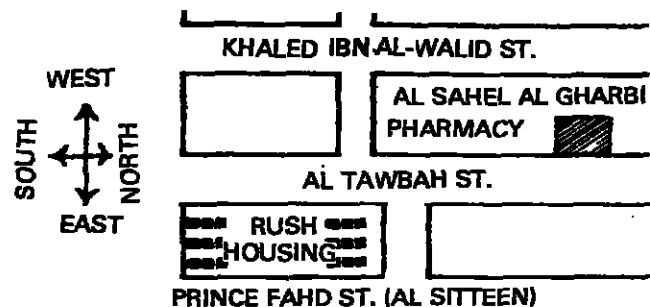 KHALED IBN AL-WALID ST.
WEST
SOUTH
NORTH
EAST
AL SAHEL AL GHARBI
PHARMACY
AL TAWBAH ST.
RUSH
HOUSING
PRINCE FAHD ST. (AL SITTEEN)